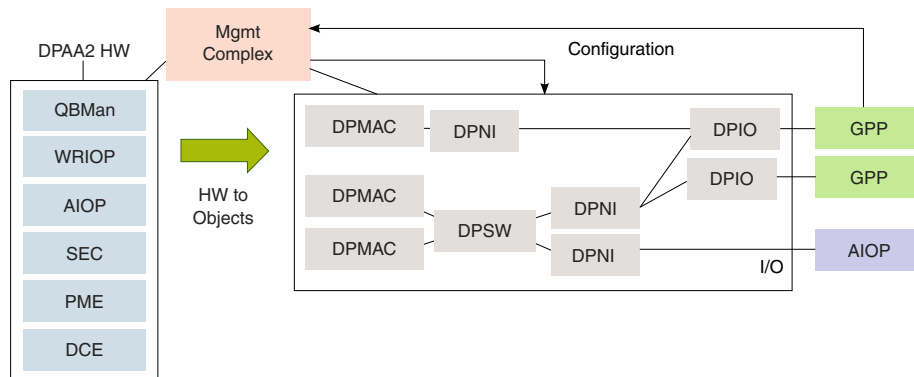 Mgmt
Complex
Configuration
DPAA2 HW
QBMan
WRIOP
AIOP
SEC
PME
DCE
HW to
Objects
DPMAC
DPNI
DPIO
GPP
DPIO
GPP
DPMAC
DPNI
DPSW
DPMAC
DPNI
AIOP
I/O